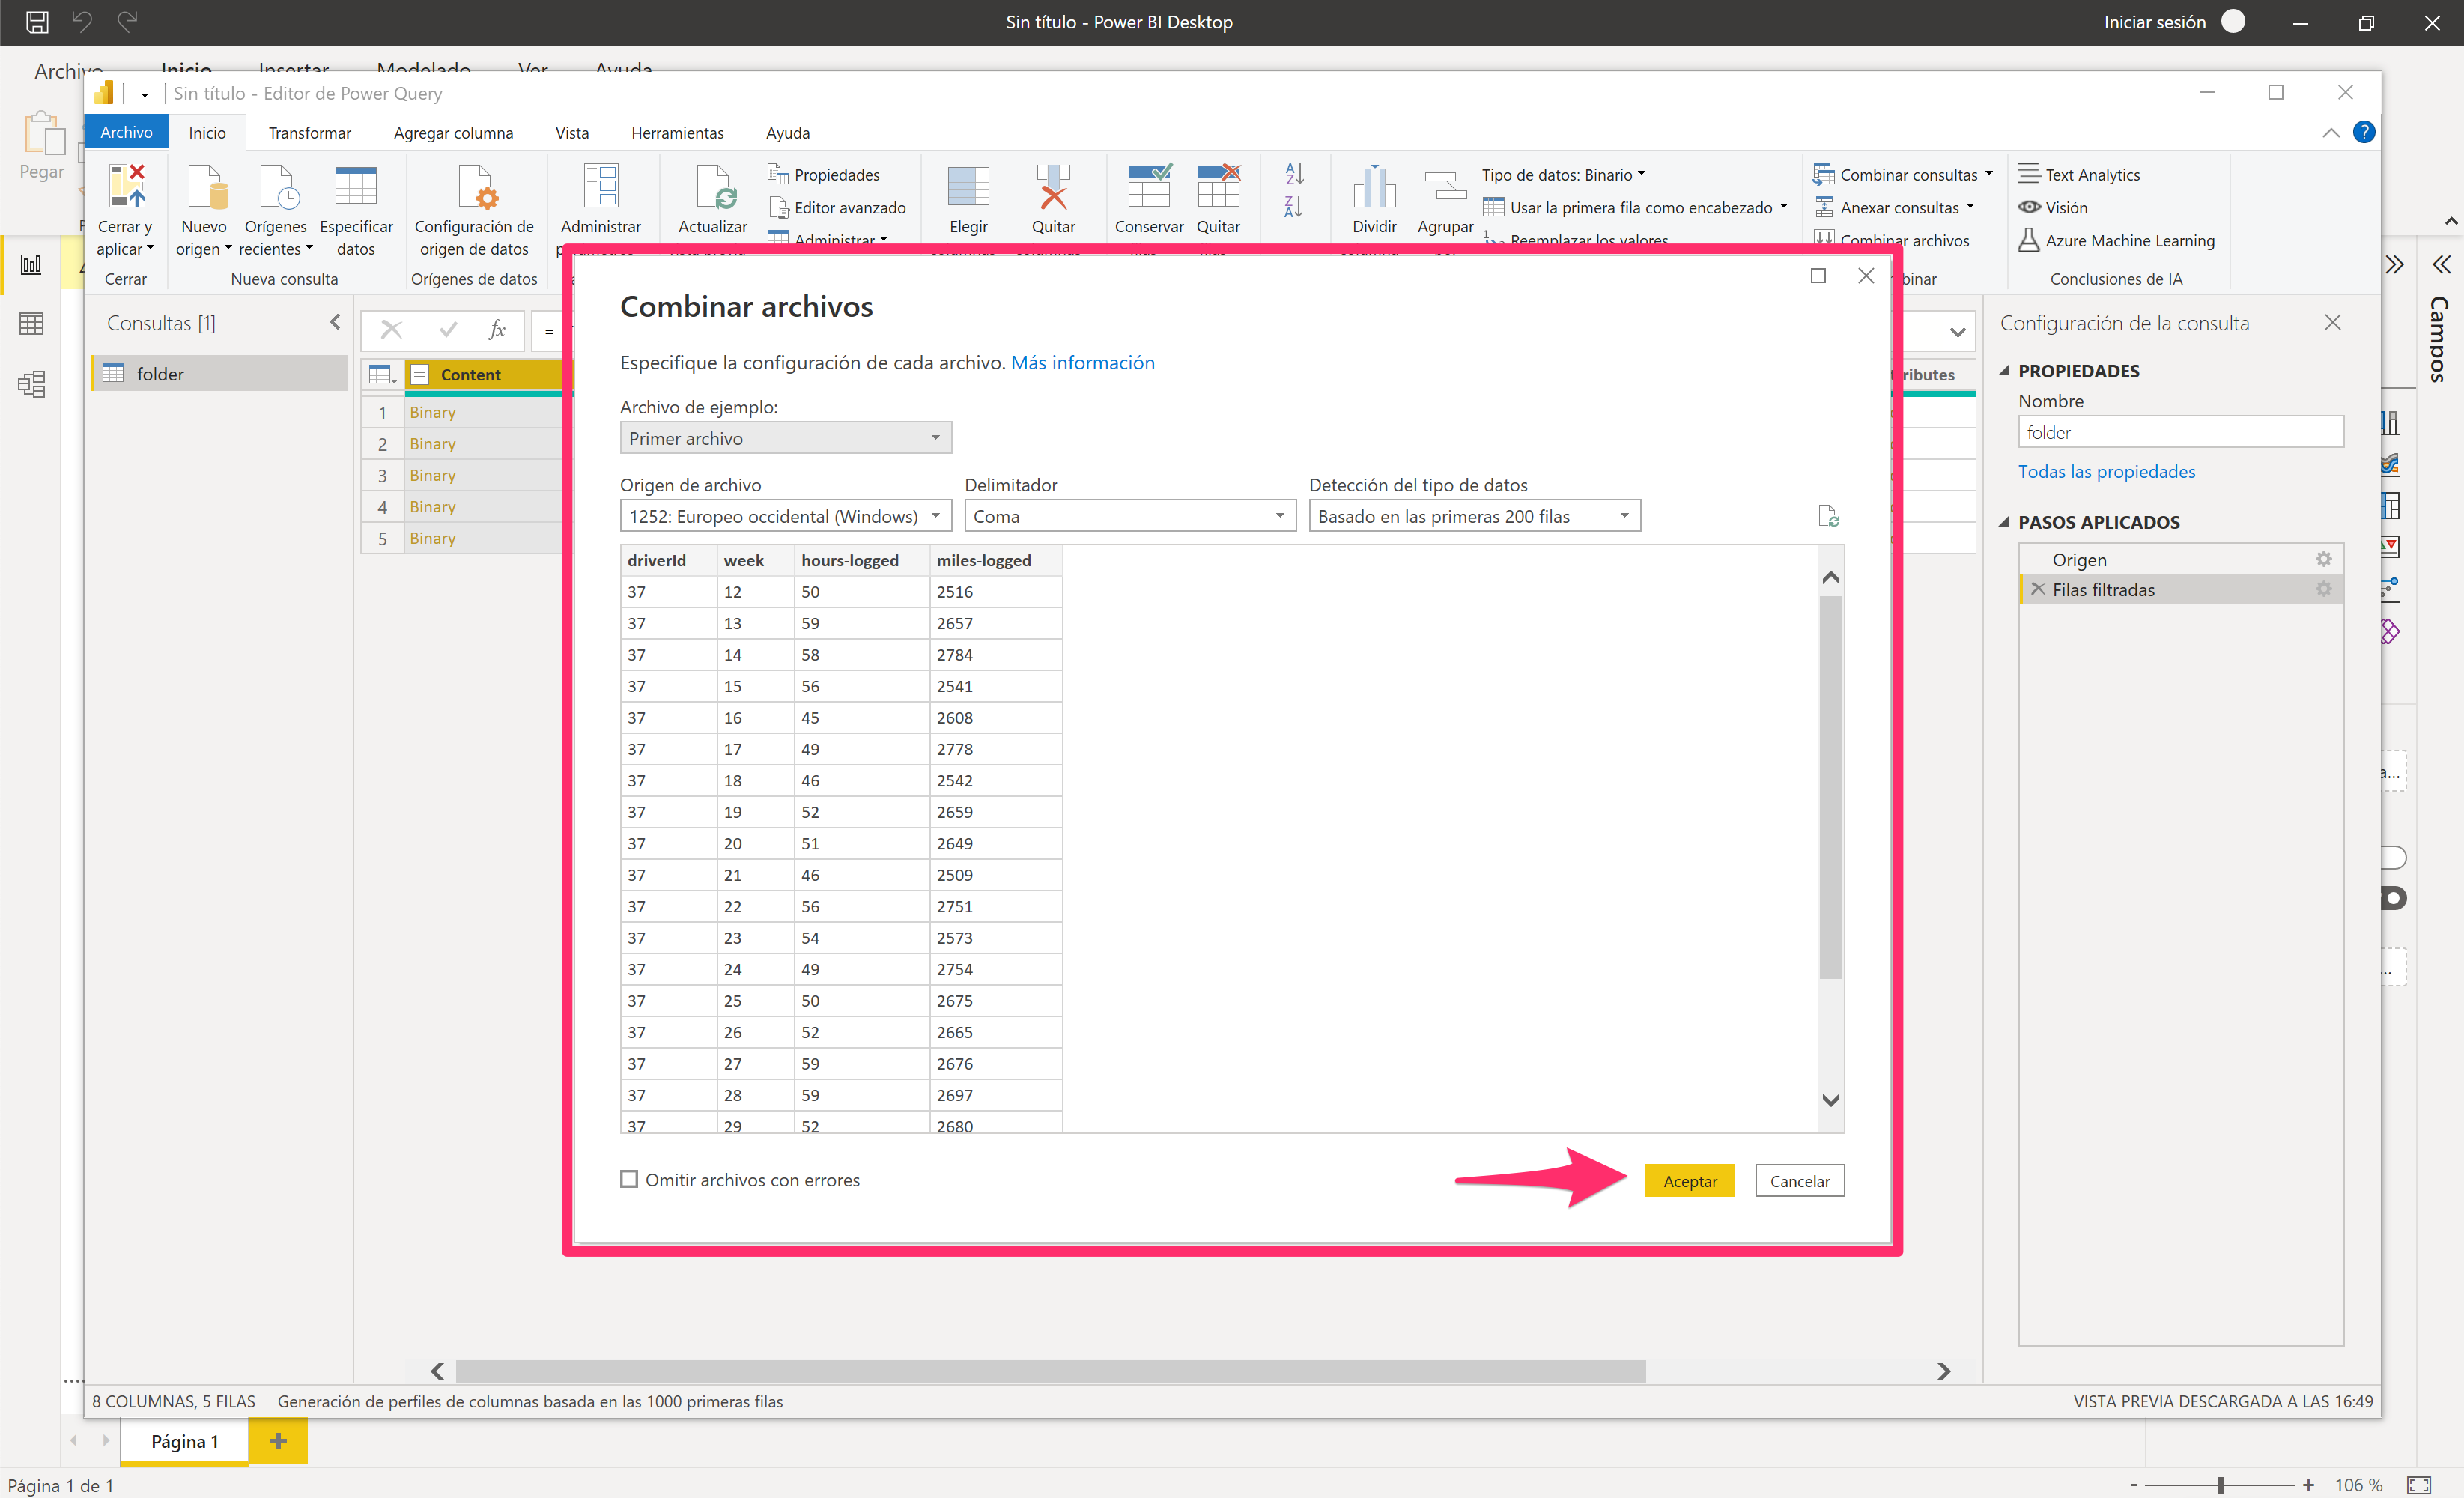 Sin título - Power BI Desktop
Iniciar sesión
Archivo Inicio Insertar Modelado Ver Ayuda
Pegar
Sin título - Editor de Power Query
Archivo Inicio Transformar Agregar columna Vista Herramientas Ayuda
?
Cerrar y
aplicar
Cerrar
Nuevo
origen
Orígenes
recientes
Especificar
datos
Nueva consulta
Configuración de
origen de datos
Orígenes de datos
Administrar
Actualizar
Propiedades
Editor avanzado
Administrar
Elegir
Quitar
Conservar
Quitar
A
Z
Z
A
Dividir
Agrupar
Tipo de datos: Binario
Usar la primera fila como encabezado
Reemplazar los valores
Combinar consultas
Anexar consultas
Combinar archivos
Text Analytics
Visión
Azure Machine Learning
Conclusiones de IA
Campos
Consultas [1]
folder
fx
=
Content
1 Binary
2 Binary
3 Binary
4 Binary
5 Binary
Combinar archivos
Especifique la configuración de cada archivo. Más información
Archivo de ejemplo:
Primer archivo
Origen de archivo Delimitador Detección del tipo de datos
1252: Europeo occidental (Windows) Coma Basado en las primeras 200 filas
driverId week hours-logged miles-logged
37 12 50 2516
37 13 59 2657
37 14 58 2784
37 15 56 2541
37 16 45 2608
37 17 49 2778
37 18 46 2542
37 19 52 2659
37 20 51 2649
37 21 46 2509
37 22 56 2751
37 23 54 2573
37 24 49 2754
37 25 50 2675
37 26 52 2665
37 27 59 2676
37 28 59 2697
37 29 52 2680
Omitir archivos con errores
Aceptar Cancelar
Configuración de la consulta
PROPIEDADES
Nombre
folder
Todas las propiedades
PASOS APLICADOS
Origen
Filas filtradas
8 COLUMNAS, 5 FILAS Generación de perfiles de columnas basada en las 1000 primeras filas
VISTA PREVIA DESCARGADA A LAS 16:49
Página 1
+
Página 1 de 1
- + 106 %